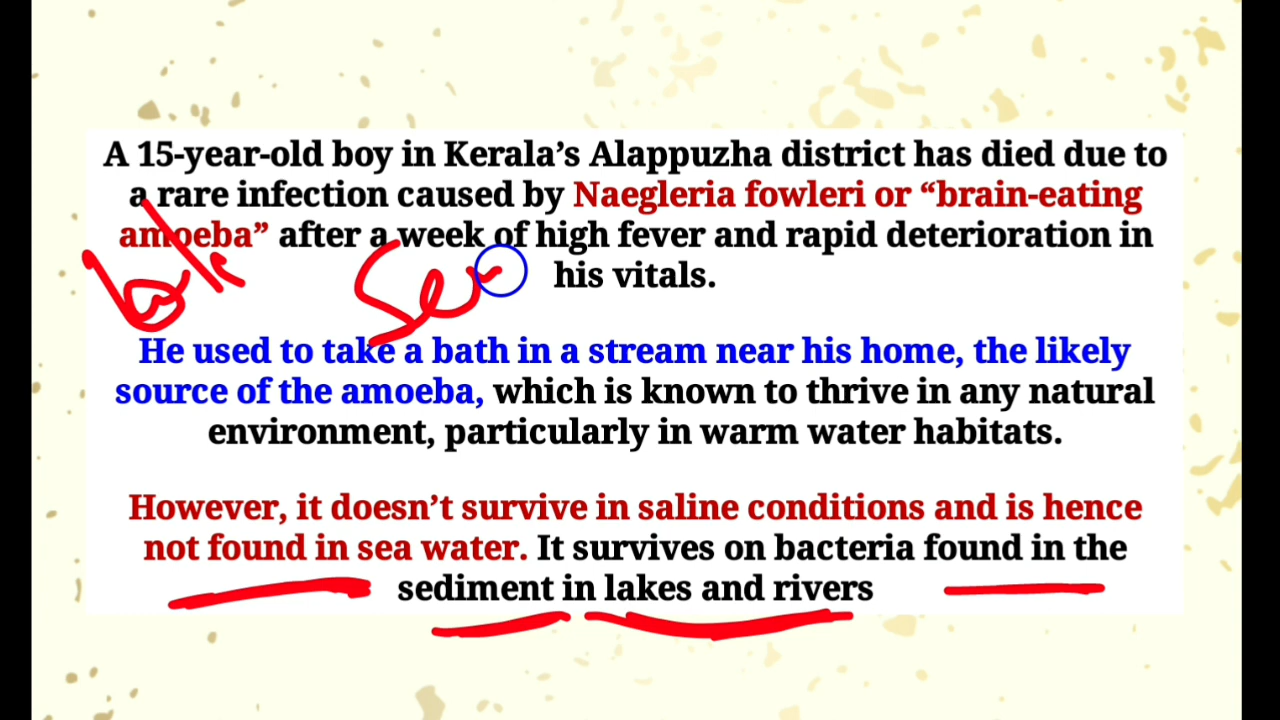 A 15-year-old boy in Kerala’s Alappuzha district has died due to
a rare infection caused by Naegleria fowleri or “brain-eating
amoeba” after a week of high fever and rapid deterioration in
his vitals.
He used to take a bath in a stream near his home, the likely
source of the amoeba, which is known to thrive in any natural
environment, particularly in warm water habitats.
However, it doesn’t survive in saline conditions and is hence
not found in sea water. It survives on bacteria found in the
sediment in lakes and rivers